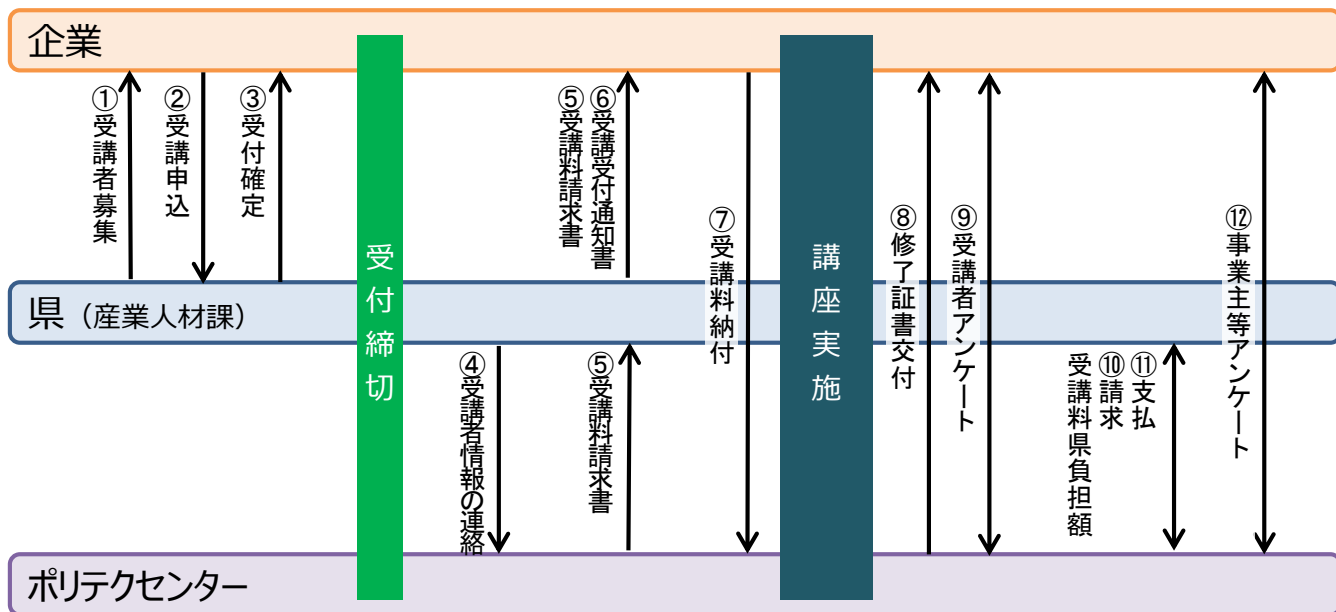 企業
①受講者募集
②受講申込
③受付確定
受付締切
⑤受講料請求書
⑥受講受付通知書
⑦受講料納付
講座実施
⑧修了証書交付
⑨受講者アンケート
⑫事業主等アンケート
県（産業人材課）
④受講者情報の連絡
⑤受講料請求書
受講料県負担額
⑩請求
⑪支払
ポリテクセンター